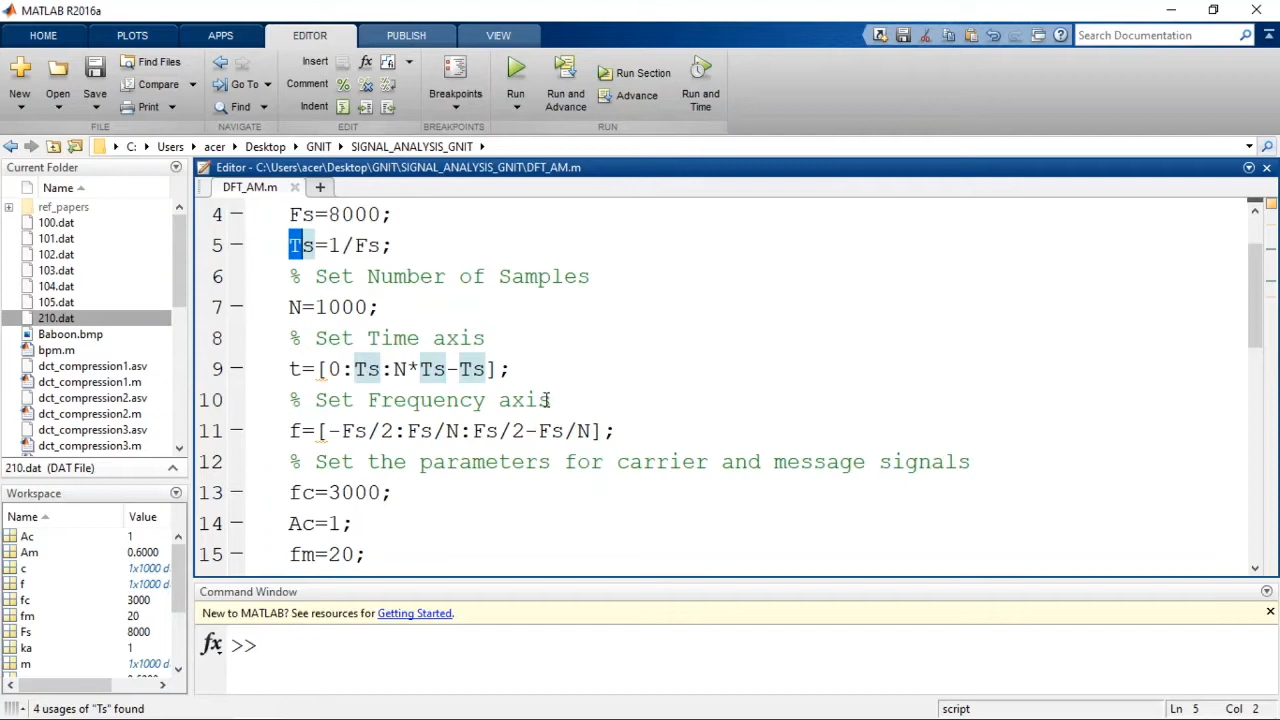 MATLAB R2016a
HOME PLOTS APPS EDITOR PUBLISH VIEW Search Documentation
New Open Save Find Files Compare Print
Go To Find
Insert Comment Indent
Breakpoints
Run Run and Advance Run Section Advance Run and Time
FILE NAVIGATE EDIT BREAKPOINTS RUN
C: Users acer Desktop GNIT SIGNAL_ANALYSIS_GNIT
Current Folder
Name
ref_papers
100.dat
101.dat
102.dat
103.dat
104.dat
105.dat
210.dat
Baboon.bmp
bpm.m
dct_compression1.asv
dct_compression1.m
dct_compression2.asv
dct_compression2.m
dct_compression3.m
210.dat (DAT File)
Workspace
Name Value
Ac 1
Am 0.6000
c 1x1000 d
f 1x1000 d
fc 3000
fm 20
Fs 8000
ka 1
m 1x1000 d
Editor - C:\Users\acer\Desktop\GNIT\SIGNAL_ANALYSIS_GNIT\DFT_AM.m
DFT_AM.m
4 Fs=8000;
5 Ts=1/Fs;
6 % Set Number of Samples
7 N=1000;
8 % Set Time axis
9 t=[0:Ts:N*Ts-Ts];
10 % Set Frequency axis
11 f=[-Fs/2:Fs/N:Fs/2-Fs/N];
12 % Set the parameters for carrier and message signals
13 fc=3000;
14 Ac=1;
15 fm=20;
Command Window
New to MATLAB? See resources for Getting Started.
fx >>
4 usages of "Ts" found script Ln 5 Col 2